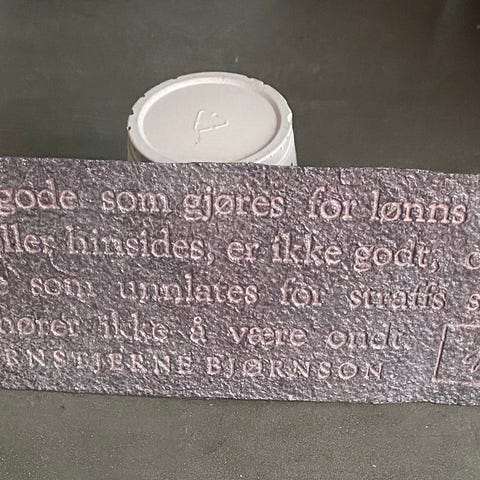 gode som gjøres for lønns
eller hinsides, er ikke godt,
som unnlates for straffs
hører ikke å være ondt.
ØRNSTJERNE BJØRNSON